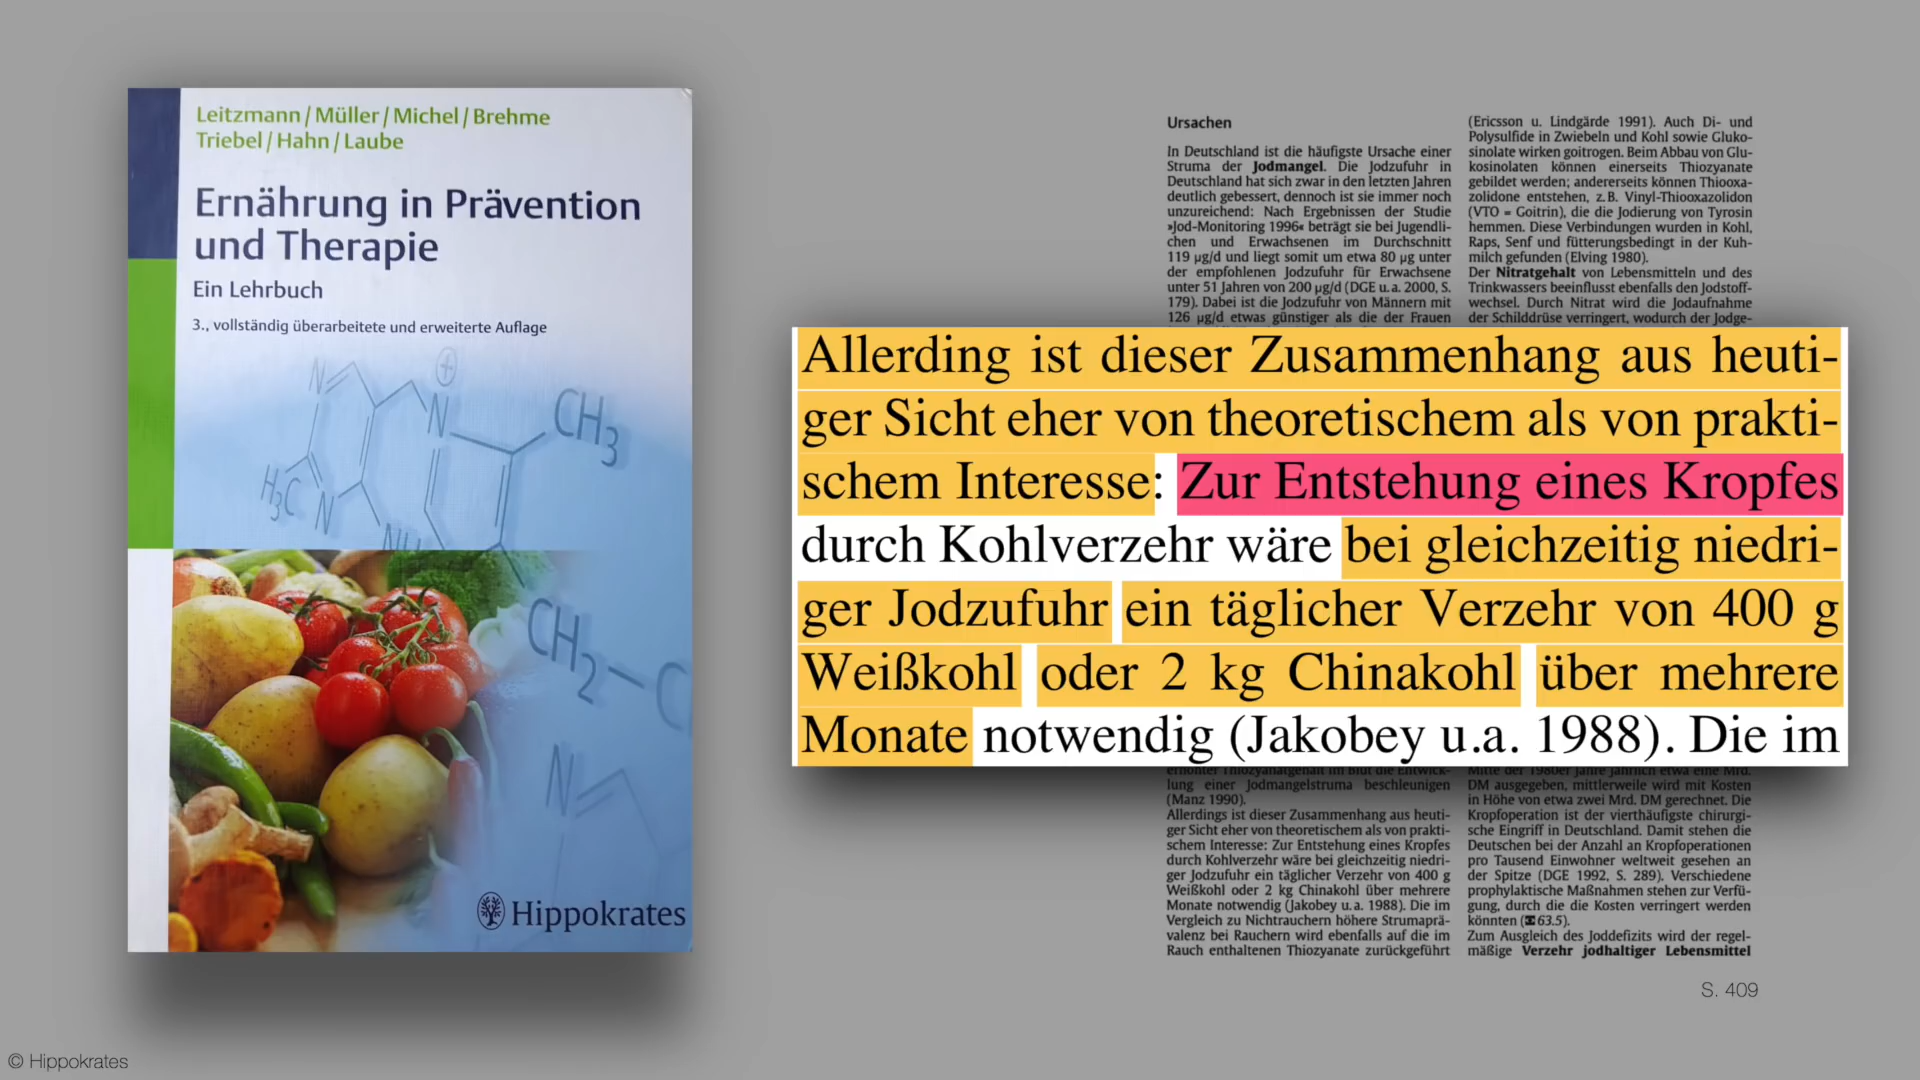 Leitzmann / Müller / Michel / Brehme
Triebel / Hahn / Laube
Ernährung in Prävention
und Therapie
Ein Lehrbuch
3., vollständig überarbeitete und erweiterte Auflage
N
N
CH3
H3C
N
NH
CH2
C
N
Hippokrates
Ursachen
In Deutschland ist die häufigste Ursache einer
Struma der Jodmangel. Die Jodzufuhr in
Deutschland hat sich zwar in den letzten Jahren
deutlich gebessert, dennoch ist sie immer noch
unzureichend: Nach Ergebnissen der Studie
»Jod-Monitoring 1996« beträgt sie bei Jugendli-
chen und Erwachsenen im Durchschnitt
119 µg/d und liegt somit um etwa 80 µg unter
der empfohlenen Jodzufuhr für Erwachsene
unter 51 Jahren von 200 µg/d (DGE u. a. 2000, S.
179). Dabei ist die Jodzufuhr von Männern mit
126 µg/d etwas günstiger als die der Frauen
Allerding ist dieser Zusammenhang aus heuti-
ger Sicht eher von theoretischem als von prakti-
schem Interesse: Zur Entstehung eines Kropfes
durch Kohlverzehr wäre bei gleichzeitig niedri-
ger Jodzufuhr ein täglicher Verzehr von 400 g
Weißkohl oder 2 kg Chinakohl über mehrere
Monate notwendig (Jakobey u.a. 1988). Die im
erhöhter Thiozyanatgehalt im Blut die Entwick-
lung einer Jodmangelstruma beschleunigen
(Manz 1990).
Allerdings ist dieser Zusammenhang aus heuti-
ger Sicht eher von theoretischem als von prakti-
schem Interesse: Zur Entstehung eines Kropfes
durch Kohlverzehr wäre bei gleichzeitig niedri-
ger Jodzufuhr ein täglicher Verzehr von 400 g
Weißkohl oder 2 kg Chinakohl über mehrere
Monate notwendig (Jakobey u. a. 1988). Die im
Vergleich zu Nichtrauchern höhere Strumaprä-
valenz bei Rauchern wird ebenfalls auf die im
Rauch enthaltenen Thiozyanate zurückgeführt
(Ericsson u. Lindgärde 1991). Auch Di- und
Polysulfide in Zwiebeln und Kohl sowie Gluko-
sinolate wirken goitrogen. Beim Abbau von Glu-
kosinolaten können einerseits Thiozyanate
gebildet werden; andererseits können Thiooxa-
zolidone entstehen, z. B. Vinyl-Thiooxazolidon
(VTO = Goitrin), die die Jodierung von Tyrosin
hemmen. Diese Verbindungen wurden in Kohl,
Raps, Senf und fütterungsbedingt in der Kuh-
milch gefunden (Elving 1980).
Der Nitratgehalt von Lebensmitteln und des
Trinkwassers beeinflusst ebenfalls den Jodstoff-
wechsel. Durch Nitrat wird die Jodaufnahme
der Schilddrüse verringert, wodurch der Jodge-
Mitte der 1980er Jahre jährlich etwa eine Mrd.
DM ausgegeben, mittlerweile wird mit Kosten
in Höhe von etwa zwei Mrd. DM gerechnet. Die
Kropfoperation ist der vierthäufigste chirurgi-
sche Eingriff in Deutschland. Damit stehen die
Deutschen bei der Anzahl an Kropfoperationen
pro Tausend Einwohner weltweit gesehen an
der Spitze (DGE 1992, S. 289). Verschiedene
prophylaktische Maßnahmen stehen zur Verfü-
gung, durch die die Kosten verringert werden
könnten (63.5).
Zum Ausgleich des Joddefizits wird der regel-
mäßige Verzehr jodhaltiger Lebensmittel
S. 409
© Hippokrates